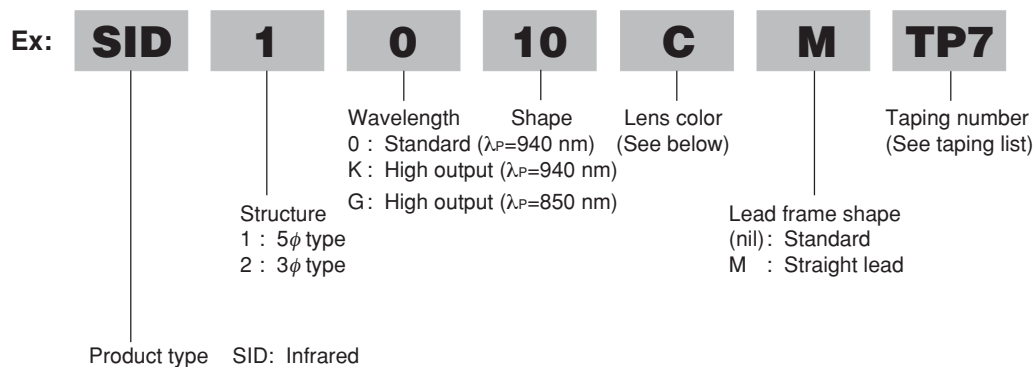 Ex: SID 1 0 10 C M TP7
Wavelength
0 : Standard (λP=940 nm)
K : High output (λP=940 nm)
G : High output (λP=850 nm)
Shape
Lens color
(See below)
Taping number
(See taping list)
Structure
1 : 5ϕ type
2 : 3ϕ type
Lead frame shape
(nil) : Standard
M : Straight lead
Product type SID: Infrared